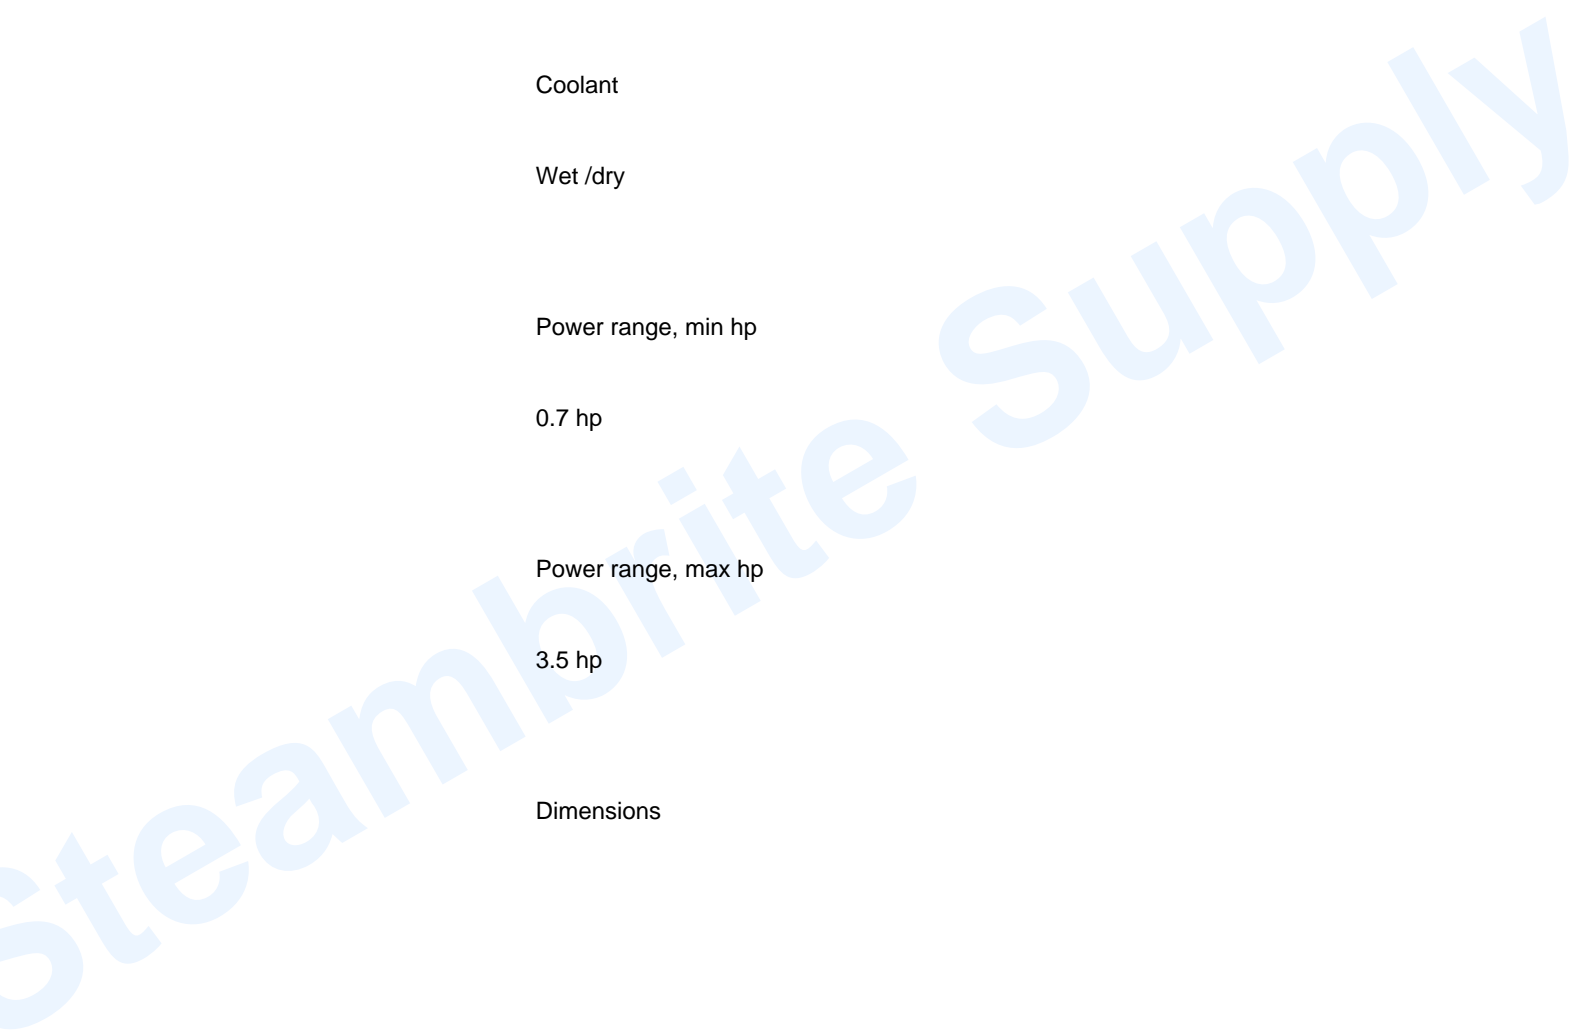 Coolant
Wet /dry
Power range, min hp
0.7 hp
Power range, max hp
3.5 hp
Dimensions
Steambrite Supply